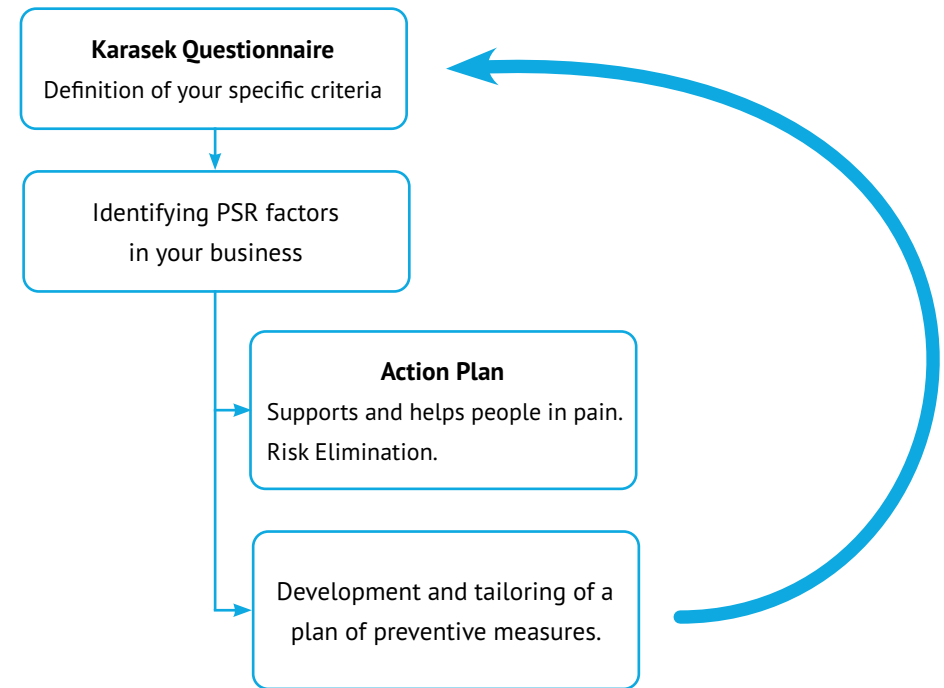 Karasek Questionnaire
Definition of your specific criteria
Identifying PSR factors
in your business
Action Plan
Supports and helps people in pain.
Risk Elimination.
Development and tailoring of a
plan of preventive measures.